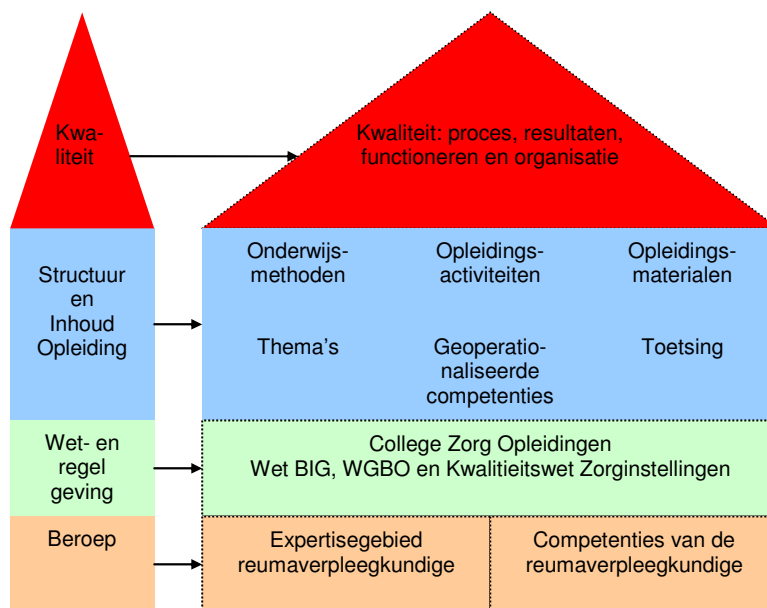 Kwa-
liteit
Kwaliteit: proces, resultaten,
functioneren en organisatie
Structuur
en
Inhoud
Opleiding
Onderwijs-
methoden
Opleidings-
activiteiten
Opleidings-
materialen
Thema's
Geoperatio-
naliseerde
competenties
Toetsing
Wet- en
regel
geving
College Zorg Opleidingen
Wet BIG, WGBO en Kwalitieitswet Zorginstellingen
Beroep
Expertisegebied
reumaverpleegkundige
Competenties van de
reumaverpleegkundige